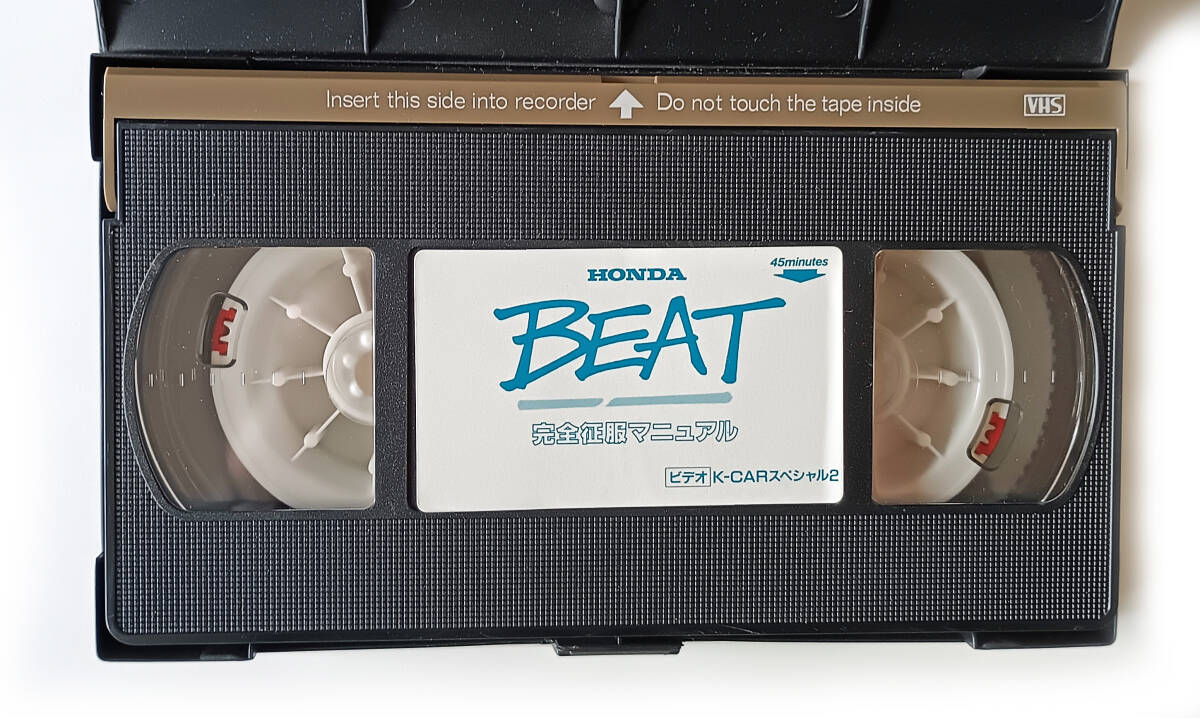 Insert this side into recorder Do not touch the tape inside VHS
45minutes
HONDA
BEAT
完全征服マニュアル
ビデオ K-CARスペシャル2